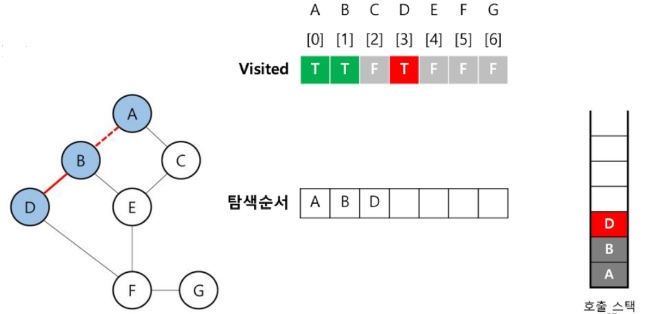 A B C D E F G
[0] [1] [2] [3] [4] [5] [6]
Visited T T F T F F F
A
B
C
D
E
탐색순서 A B D
D
B
A
F
G
호출 스택